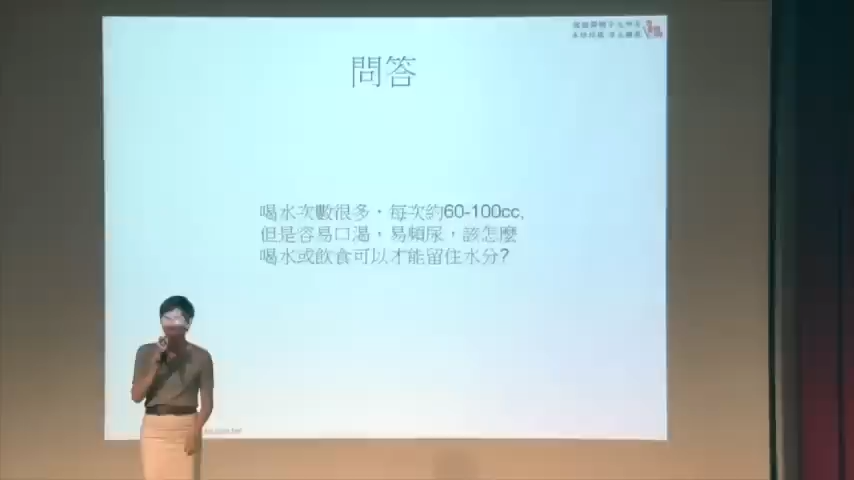 問答
喝水次數很多，每次約60-100cc,
但是容易口渴，易頻尿，該怎麼
喝水或飲食可以才能留住水分?